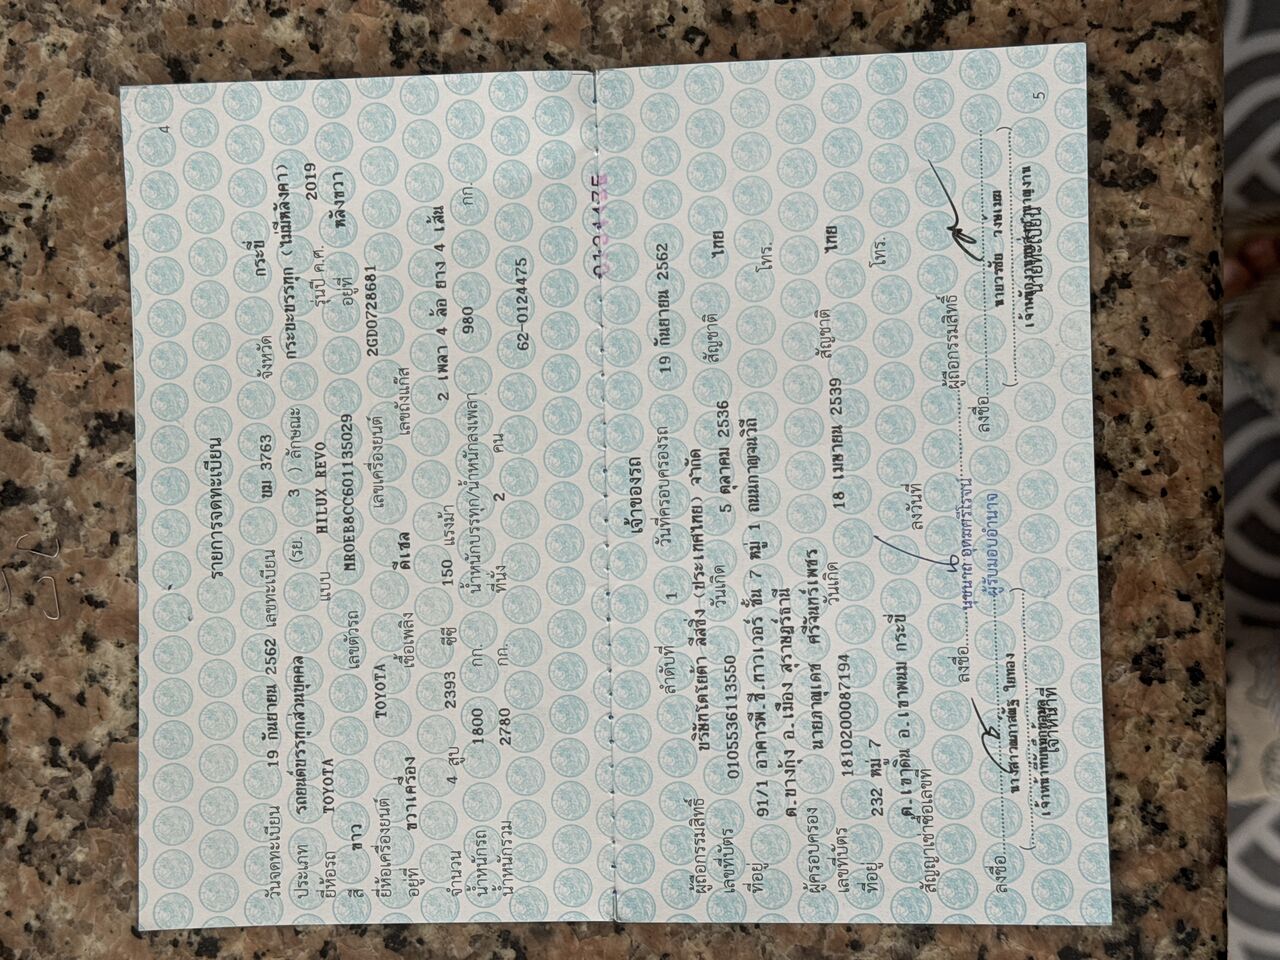 4
รายการจดทะเบียน
วันจดทะเบียน 19 กันยายน 2562 เลขทะเบียน ขม 3763 จังหวัด กระบี่
ประเภท รถยนต์บรรทุกส่วนบุคคล (รย. 3 ) ลักษณะ กระบะบรรทุก (ไม่มีหลังคา)
ยี่ห้อรถ TOYOTA แบบ HILUX REVO รุ่นปี ค.ศ. 2019
สี ขาว เลขตัวรถ MR0EB8CC601135029 อยู่ที่ หลังขวา
ยี่ห้อเครื่องยนต์ TOYOTA เลขเครื่องยนต์ 2GD0728681
อยู่ที่ ขวาเครื่อง เชื้อเพลิง ดีเซล เลขถังแก๊ส
จำนวน 4 สูบ 2393 ซีซี 150 แรงม้า 2 เพลา 4 ล้อ ยาง 4 เส้น
น้ำหนักรถ 1800 กก. น้ำหนักบรรทุก/น้ำหนักลงเพลา 980 กก.
น้ำหนักรวม 2780 กก. ที่นั่ง 2 คน
62-0124475
เจ้าของรถ
ลำดับที่ 1 วันที่ครอบครองรถ 19 กันยายน 2562
ผู้ถือกรรมสิทธิ์ บริษัทโตโยต้า ลีสซิ่ง (ประเทศไทย) จำกัด
เลขที่บัตร 0105536113550 วันเกิด 5 ตุลาคม 2536 สัญชาติ ไทย
ที่อยู่ 91/1 อาคารพี.ซี.ทาวเวอร์ ชั้น 7 หมู่ 1 ถนนกาญจนวิถี
ต.บางกุ้ง อ.เมือง สุราษฎร์ธานี โทร.
ผู้ครอบครอง นายภาณุเดช ศรีจันทร์เพชร
เลขที่บัตร 1810200087194 วันเกิด 18 เมษายน 2539 สัญชาติ ไทย
ที่อยู่ 232 หมู่ 7
ต.เขาดิน อ.เขาพนม กระบี่ โทร.
สัญญาเช่าซื้อเลขที่ ลงวันที่
ลงชื่อ ผู้ถือกรรมสิทธิ์
ผู้รับมอบอำนาจ
ลงชื่อ ลงชื่อ
เจ้าหน้าที่ นายทะเบียน
5